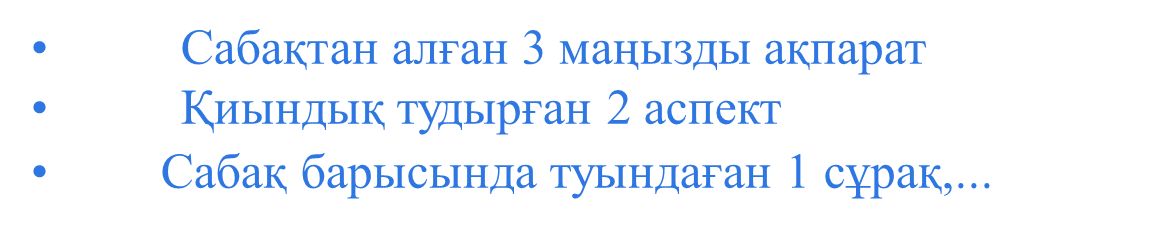 • Сабақтан алған 3 маңызды ақпарат
• Қиындық тудырған 2 аспект
• Сабақ барысында туындаған 1 сұрақ,...